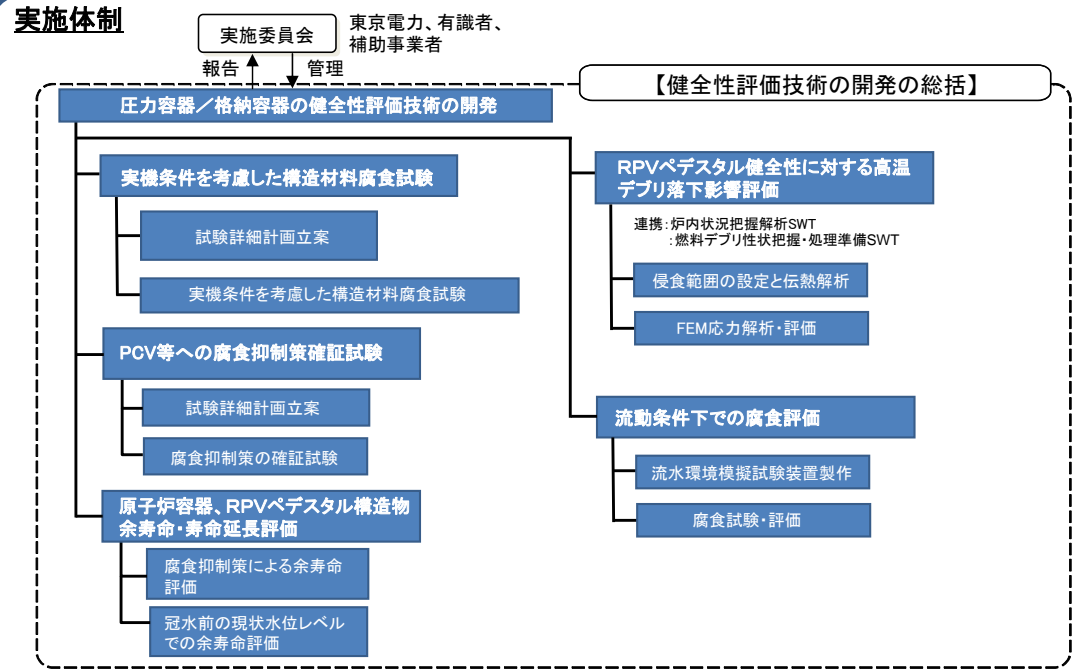 実施体制
実施委員会
東京電力、有識者、
補助事業者
報告
管理
【健全性評価技術の開発の総括】
圧力容器／格納容器の健全性評価技術の開発
実機条件を考慮した構造材料腐食試験
試験詳細計画立案
実機条件を考慮した構造材料腐食試験
PCV等への腐食抑制策確証試験
試験詳細計画立案
腐食抑制策の確証試験
原子炉容器、RPVペデスタル構造物
余寿命・寿命延長評価
腐食抑制策による余寿命
評価
冠水前の現状水位レベル
での余寿命評価
RPVペデスタル健全性に対する高温
デブリ落下影響評価
連携：炉内状況把握解析SWT
：燃料デブリ性状把握・処理準備SWT
侵食範囲の設定と伝熱解析
FEM応力解析・評価
流動条件下での腐食評価
流水環境模擬試験装置製作
腐食試験・評価